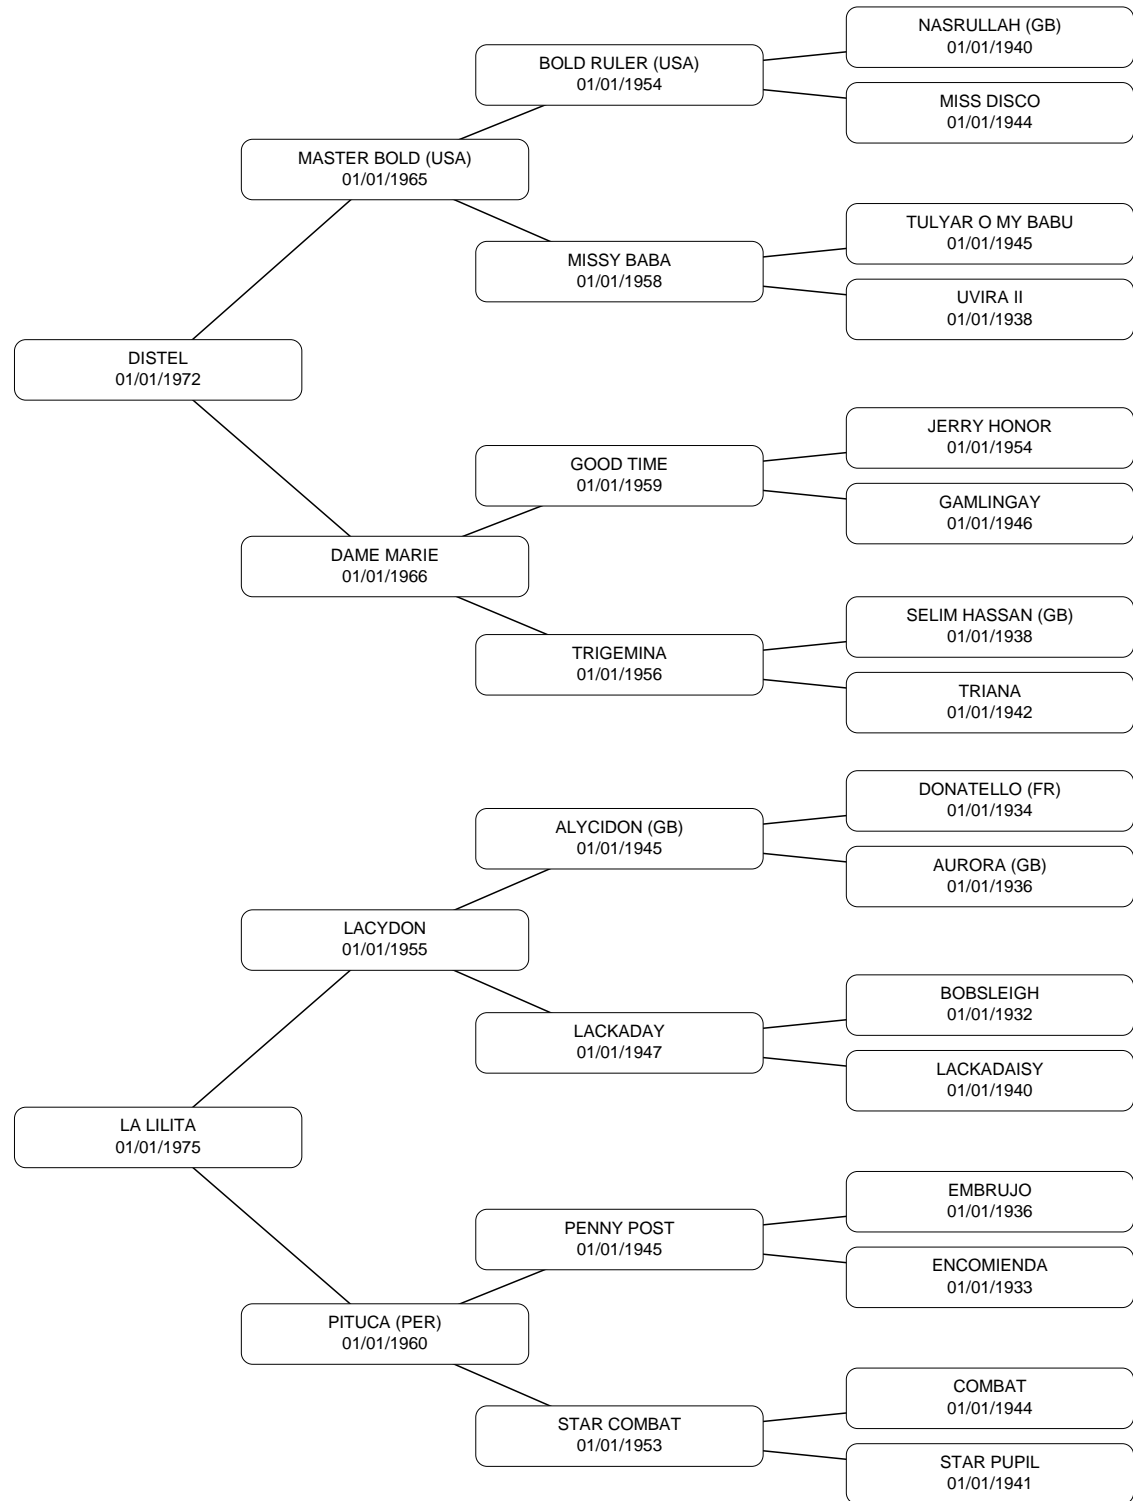 NASRULLAH (GB)
01/01/1940
BOLD RULER (USA)
01/01/1954
MISS DISCO
01/01/1944
MASTER BOLD (USA)
01/01/1965
TULYAR O MY BABU
01/01/1945
MISSY BABA
01/01/1958
UVIRA II
01/01/1938
DISTEL
01/01/1972
JERRY HONOR
01/01/1954
GOOD TIME
01/01/1959
GAMLINGAY
01/01/1946
DAME MARIE
01/01/1966
SELIM HASSAN (GB)
01/01/1938
TRIGEMINA
01/01/1956
TRIANA
01/01/1942
DONATELLO (FR)
01/01/1934
ALYCIDON (GB)
01/01/1945
AURORA (GB)
01/01/1936
LACYDON
01/01/1955
BOBSLEIGH
01/01/1932
LACKADAY
01/01/1947
LACKADAISY
01/01/1940
LA LILITA
01/01/1975
EMBRUJO
01/01/1936
PENNY POST
01/01/1945
ENCOMIENDA
01/01/1933
PITUCA (PER)
01/01/1960
COMBAT
01/01/1944
STAR COMBAT
01/01/1953
STAR PUPIL
01/01/1941